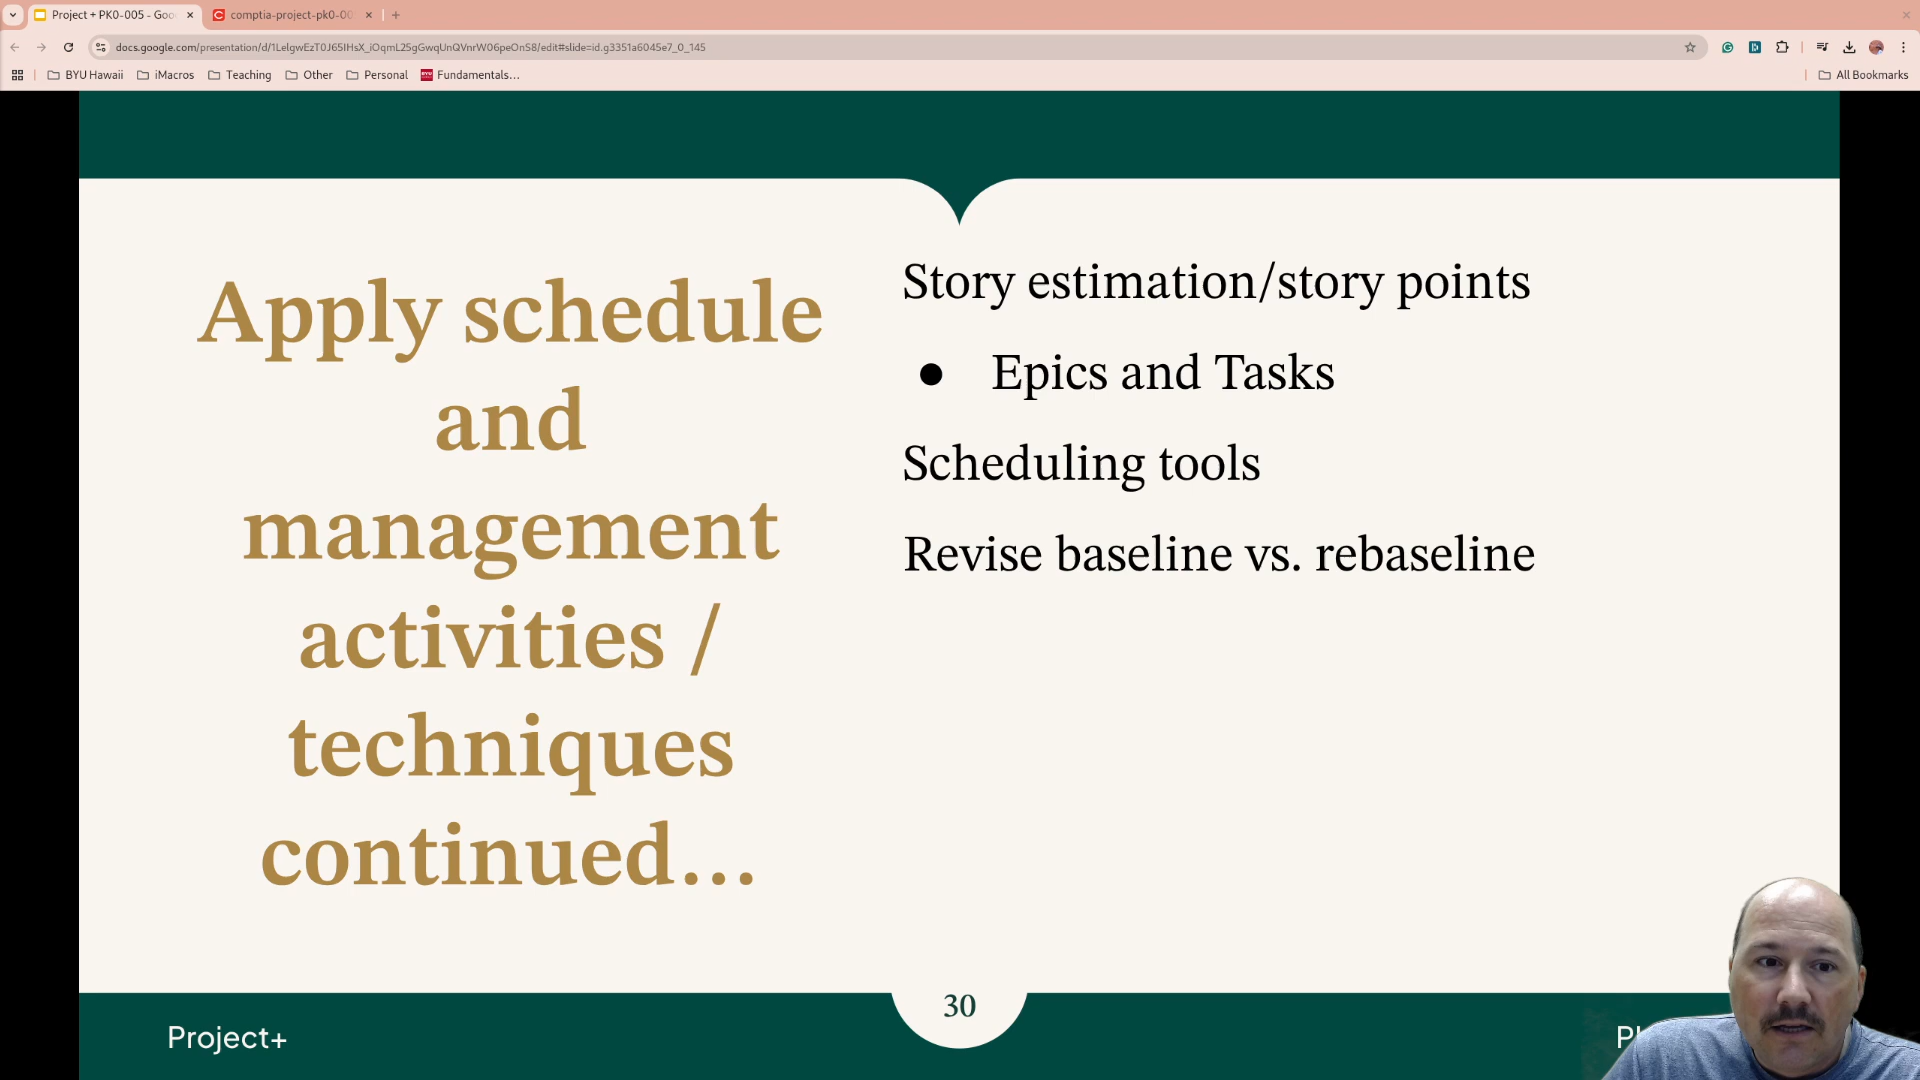 Project + PK0-005 - Goo
comptia-project-pk0-00
docs.google.com/presentation/d/1LelgwEzT0J65IHsX_iOqmL25gGwqUnQVnrW06peOnS8/edit#slide=id.g3351a6045e7_0_145
BYU Hawaii
iMacros
Teaching
Other
Personal
BYU
Fundamentals...
All Bookmarks
Apply schedule
and
management
activities /
techniques
continued...
Story estimation/story points
● Epics and Tasks
Scheduling tools
Revise baseline vs. rebaseline
30
Project+